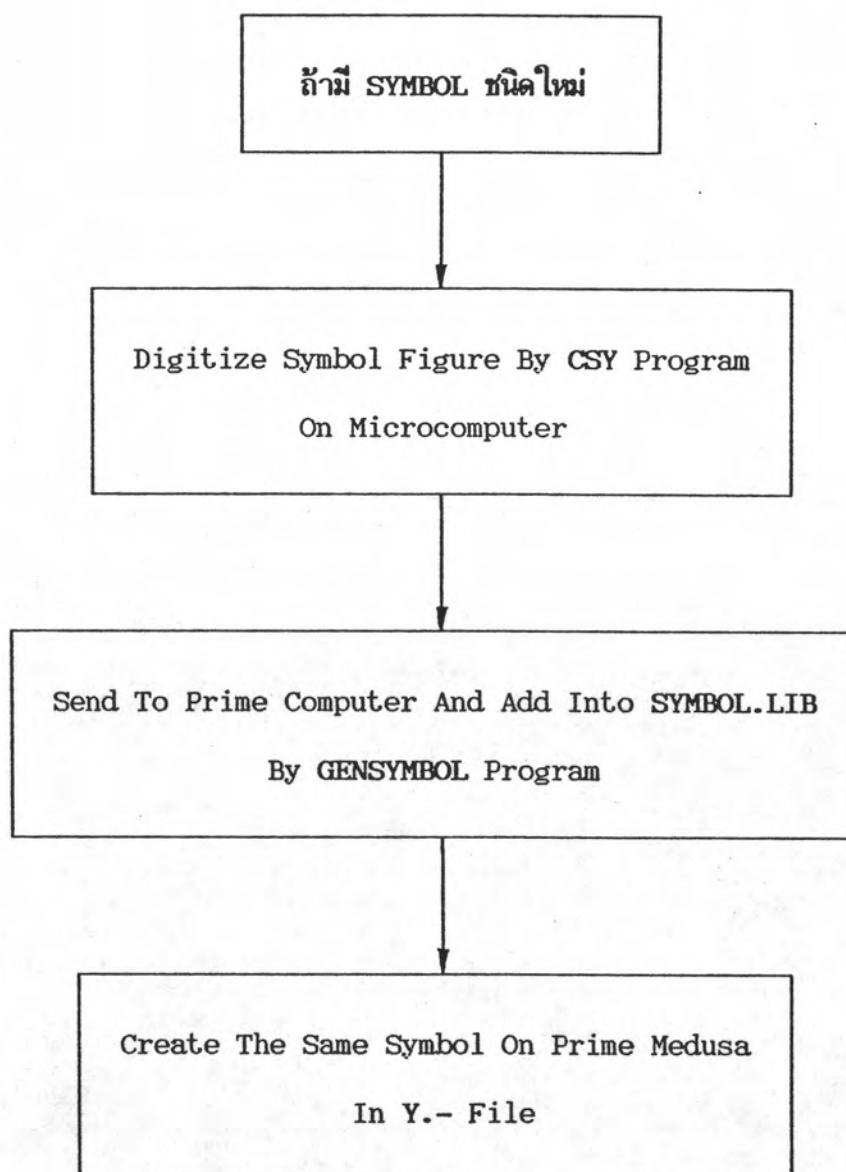 ถ้ามี SYMBOL ชนิดใหม่
Digitize Symbol Figure By CSY Program
On Microcomputer
Send To Prime Computer And Add Into SYMBOL.LIB
By GENSYMBOL Program
Create The Same Symbol On Prime Medusa
In Y.- File